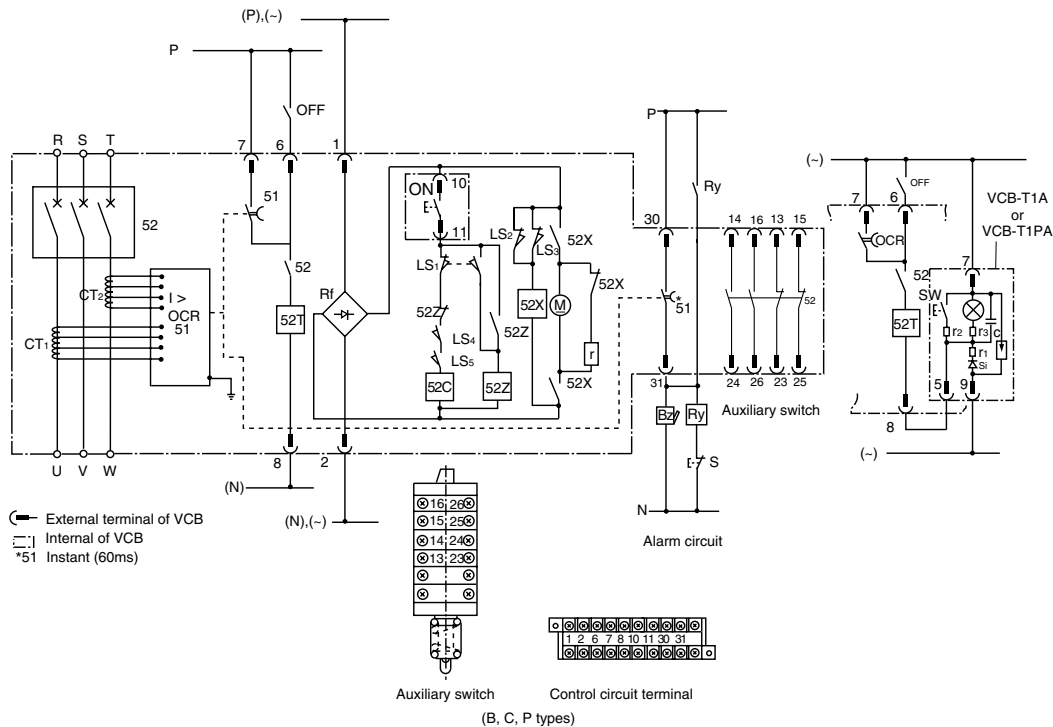 (P),(~)
P
OFF
R S T
7 6 1
51
52
CT2
I >
OCR
51
CT1
52
52T
Rf
ON
10
11
LS1
52Z
LS4
LS5
52C
52Z
52Z
LS2
LS3
52X
52X
M
52X
r
52X
U V W
8 2
(N)
(N),(~)
P
Ry
30
*
51
31
Bz
Ry
S
N
Alarm circuit
14 16 13 15
52
24 26 23 25
Auxiliary switch
(~)
7
6
OFF
OCR
52
52T
8
(~)
VCB-T1A
or
VCB-T1PA
7
SW
r2
r3
c
r1
Si
5 9
External terminal of VCB
Internal of VCB
*51 Instant (60ms)
16 26
15 25
14 24
13 23
Auxiliary switch
1 2 6 7 8 10 11 30 31
Control circuit terminal
(B, C, P types)